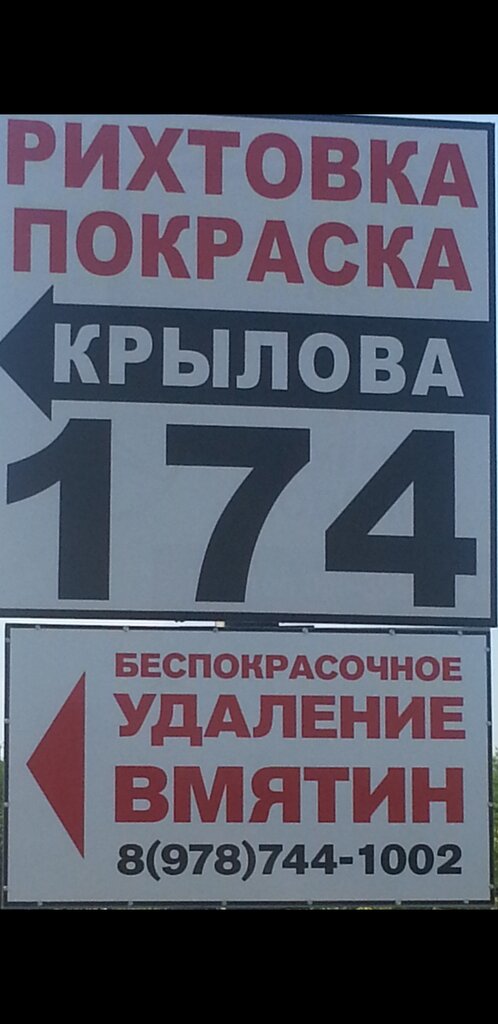 РИХТОВКА
ПОКРАСКА
КРЫЛОВА
174
БЕСПОКРАСОЧНОЕ
УДАЛЕНИЕ
ВМЯТИН
8(978)744-1002